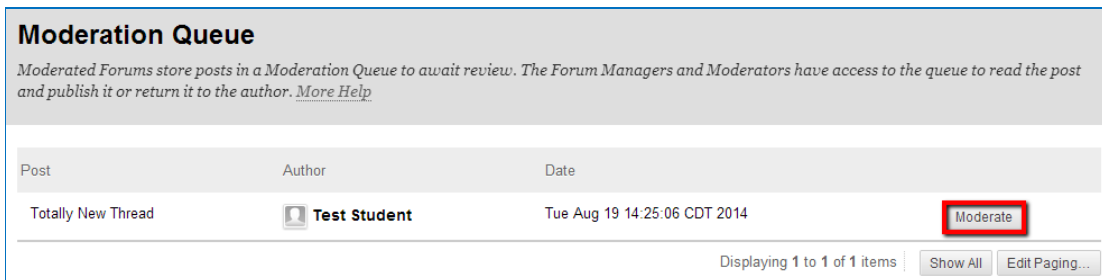 Moderation Queue
Moderated Forums store posts in a Moderation Queue to await review. The Forum Managers and Moderators have access to the queue to read the post
and publish it or return it to the author. More Help
Post Author Date
Totally New Thread Test Student Tue Aug 19 14:25:06 CDT 2014 Moderate
Displaying 1 to 1 of 1 items Show All Edit Paging...